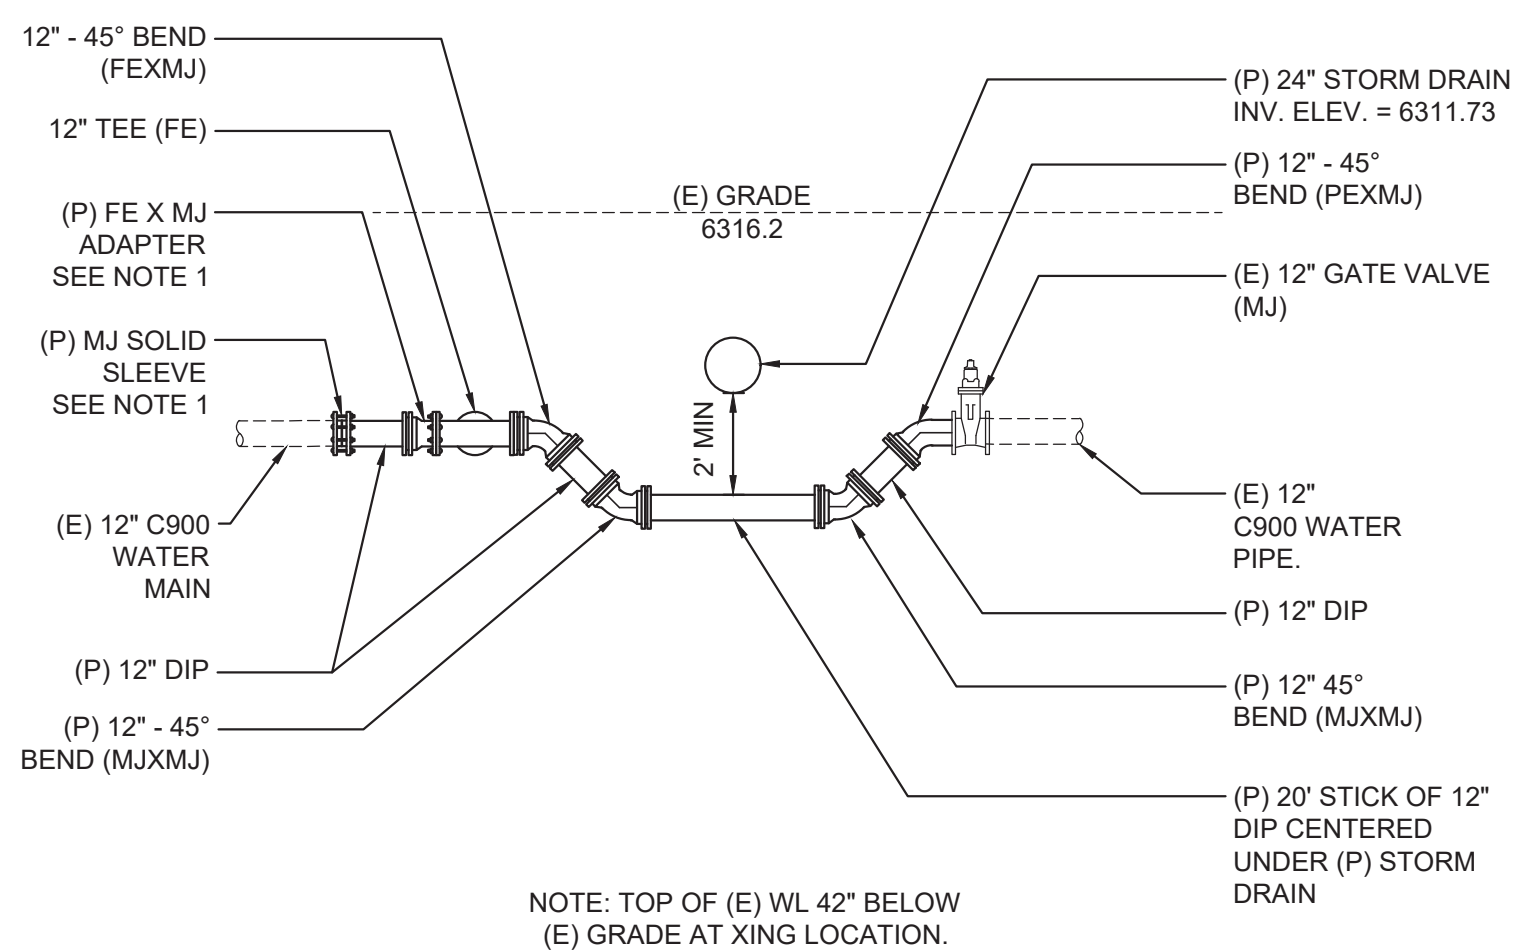 12" - 45° BEND
(FEXMJ)
12" TEE (FE)
(P) FE X MJ
ADAPTER
SEE NOTE 1
(P) MJ SOLID
SLEEVE
SEE NOTE 1
(E) 12" C900
WATER
MAIN
(P) 12" DIP
(P) 12" - 45°
BEND (MJXMJ)
(E) GRADE
6316.2
2' MIN
(P) 24" STORM DRAIN
INV. ELEV. = 6311.73
(P) 12" - 45°
BEND (PEXMJ)
(E) 12" GATE VALVE
(MJ)
(E) 12"
C900 WATER
PIPE.
(P) 12" DIP
(P) 12" 45°
BEND (MJXMJ)
(P) 20' STICK OF 12"
DIP CENTERED
UNDER (P) STORM
DRAIN
NOTE: TOP OF (E) WL 42" BELOW
(E) GRADE AT XING LOCATION.